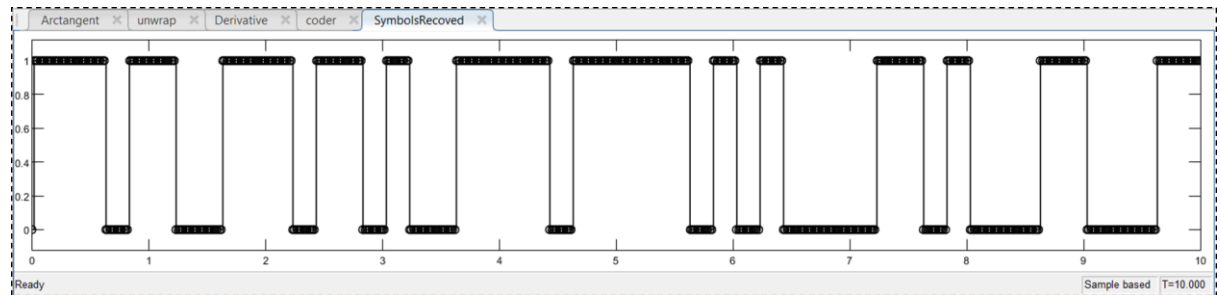 Arctangent × unwrap × Derivative × coder × SymbolsRecoved ×
1
0.8
0.6
0.4
0.2
0
0 1 2 3 4 5 6 7 8 9 10
Ready Sample based T=10.000